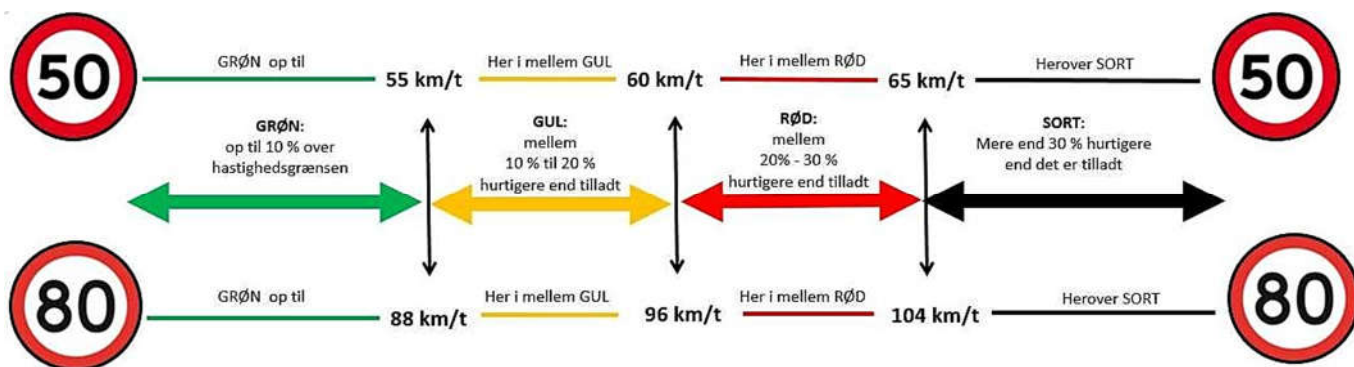 50
GRØN op til
55 km/t
Her i mellem GUL
60 km/t
Her i mellem RØD
65 km/t
Herover SORT
50
GRØN:
op til 10 % over
hastighedsgrænsen
GUL:
mellem
10 % til 20 %
hurtigere end tilladt
RØD:
mellem
20% - 30 %
hurtigere end tilladt
SORT:
Mere end 30 % hurtigere
end det er tilladt
80
GRØN op til
88 km/t
Her i mellem GUL
96 km/t
Her i mellem RØD
104 km/t
Herover SORT
80